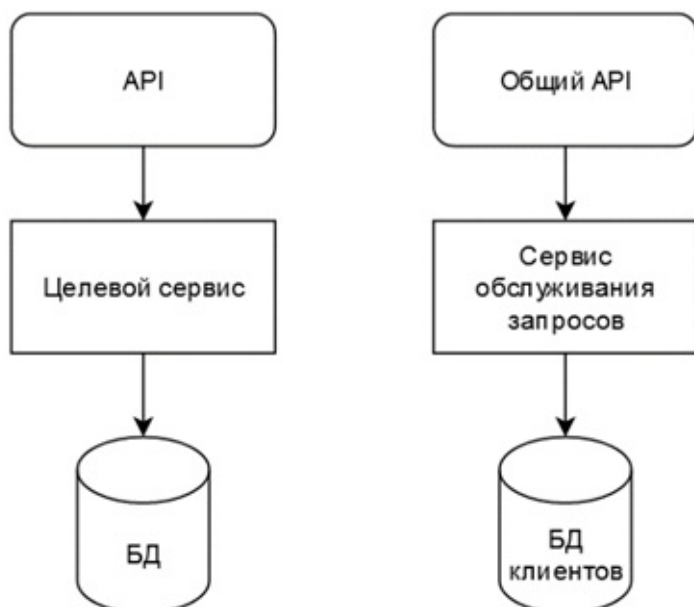 API
Общий API
Целевой сервис
Сервис
обслуживания
запросов
БД
БД
клиентов